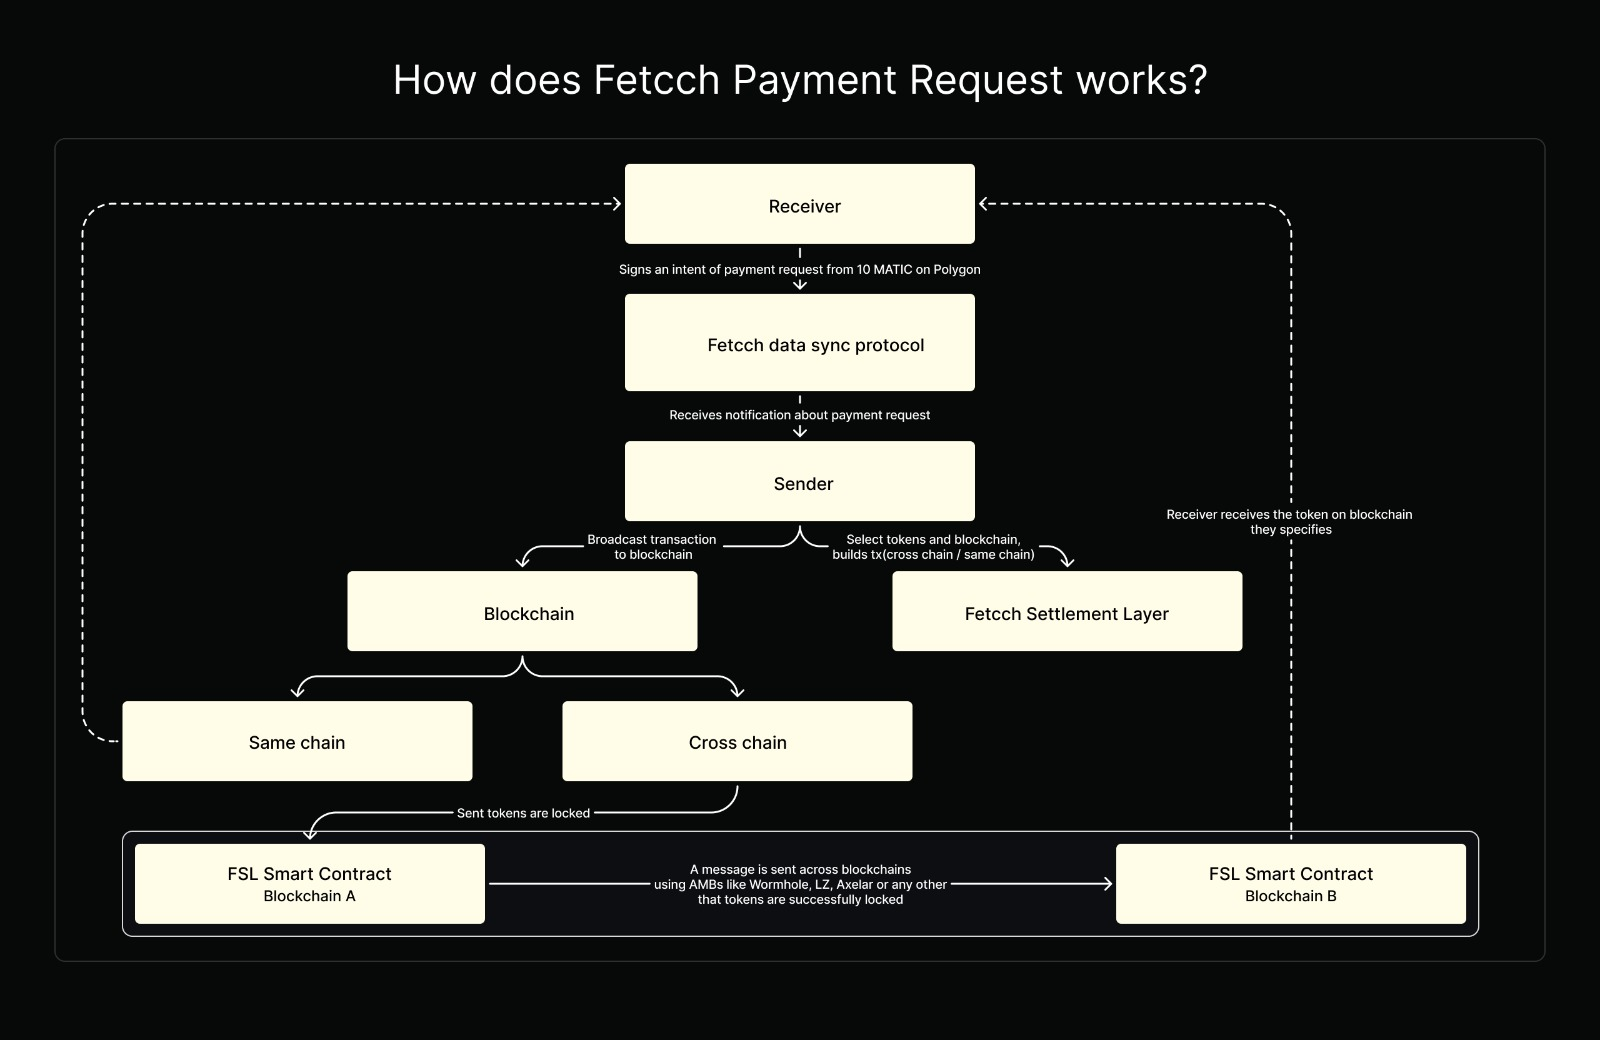 How does Fetcch Payment Request works?
Receiver
Signs an intent of payment request from 10 MATIC on Polygon
Fetcch data sync protocol
Receives notification about payment request
Sender
Broadcast transaction
to blockchain
Select tokens and blockchain,
builds tx(cross chain / same chain)
Receiver receives the token on blockchain
they specifies
Blockchain
Fetcch Settlement Layer
Same chain
Cross chain
Sent tokens are locked
FSL Smart Contract
Blockchain A
A message is sent across blockchains
using AMBs like Wormhole, LZ, Axelar or any other
that tokens are successfully locked
FSL Smart Contract
Blockchain B